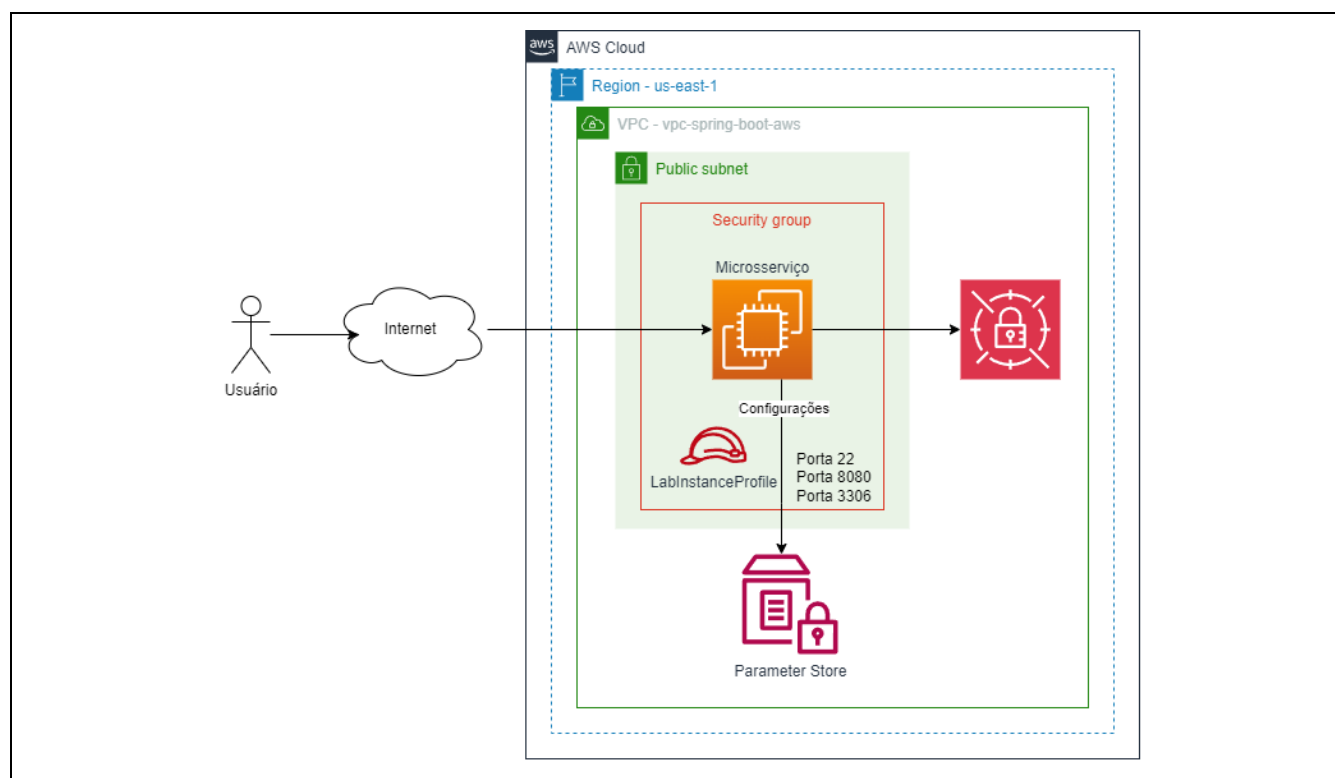 aws
AWS Cloud
Region - us-east-1
VPC - vpc-spring-boot-aws
Public subnet
Security group
Microsserviço
Internet
Usuário
Configurações
LabInstanceProfile
Porta 22
Porta 8080
Porta 3306
Parameter Store